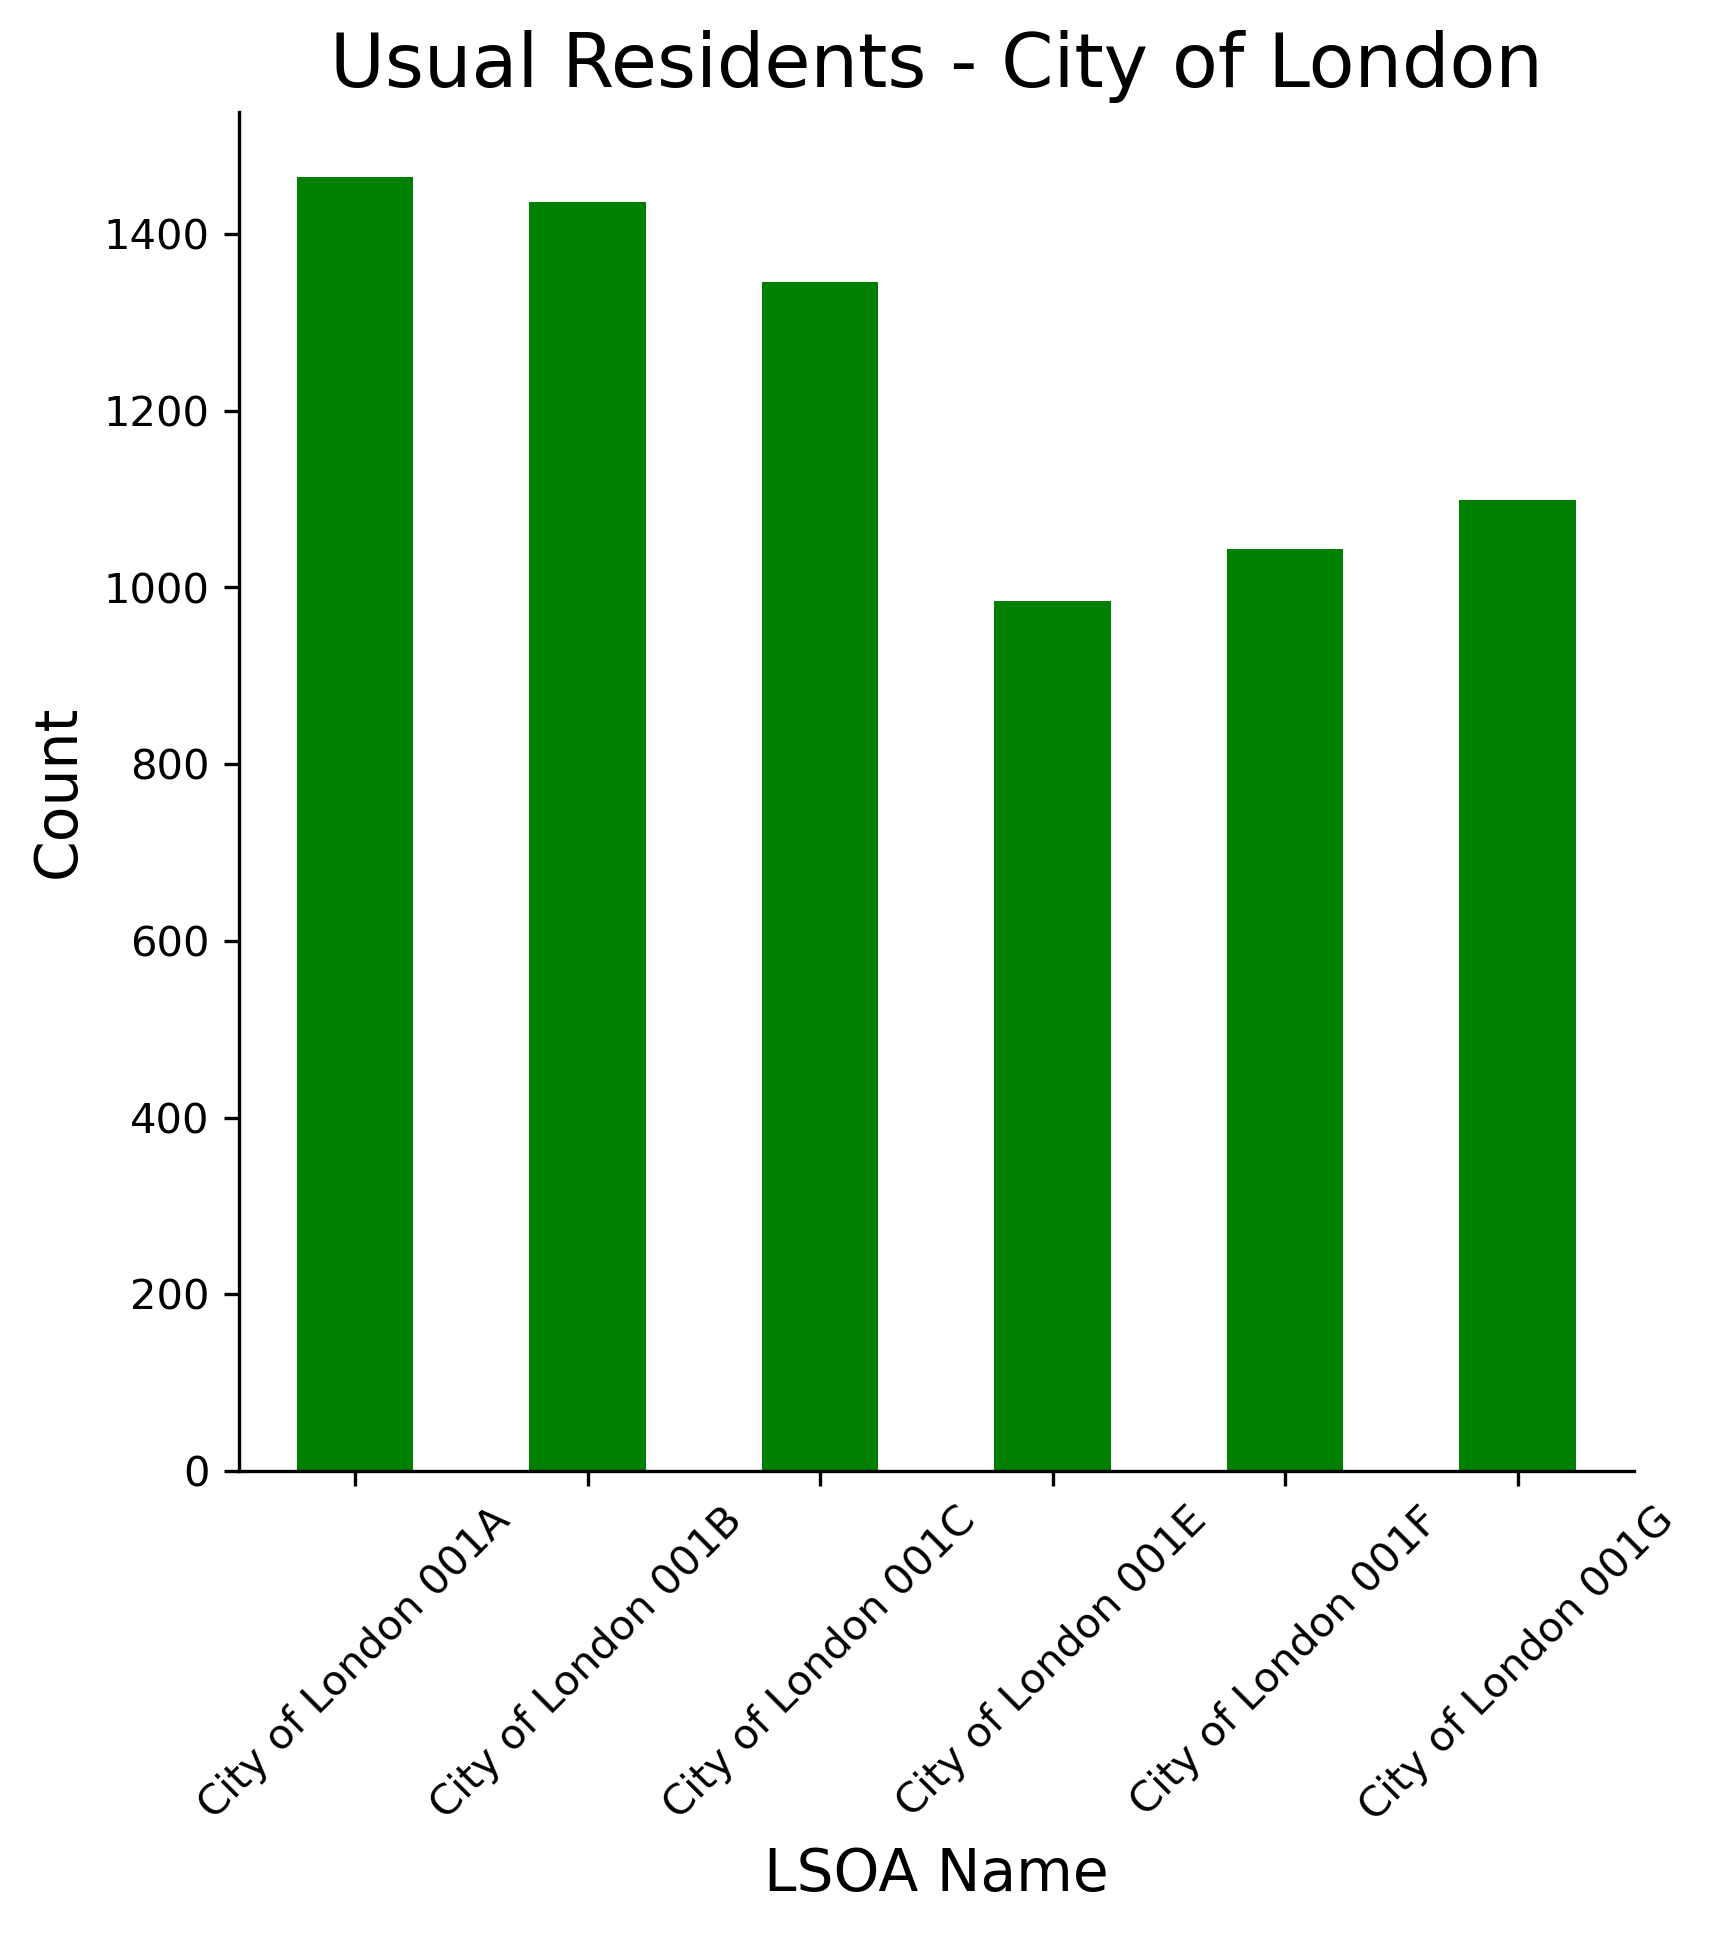 Usual Residents - City of London
1400
1200
1000
800
600
400
200
0
Count
City of London 001A
City of London 001B
City of London 001C
City of London 001E
City of London 001F
City of London 001G
LSOA Name